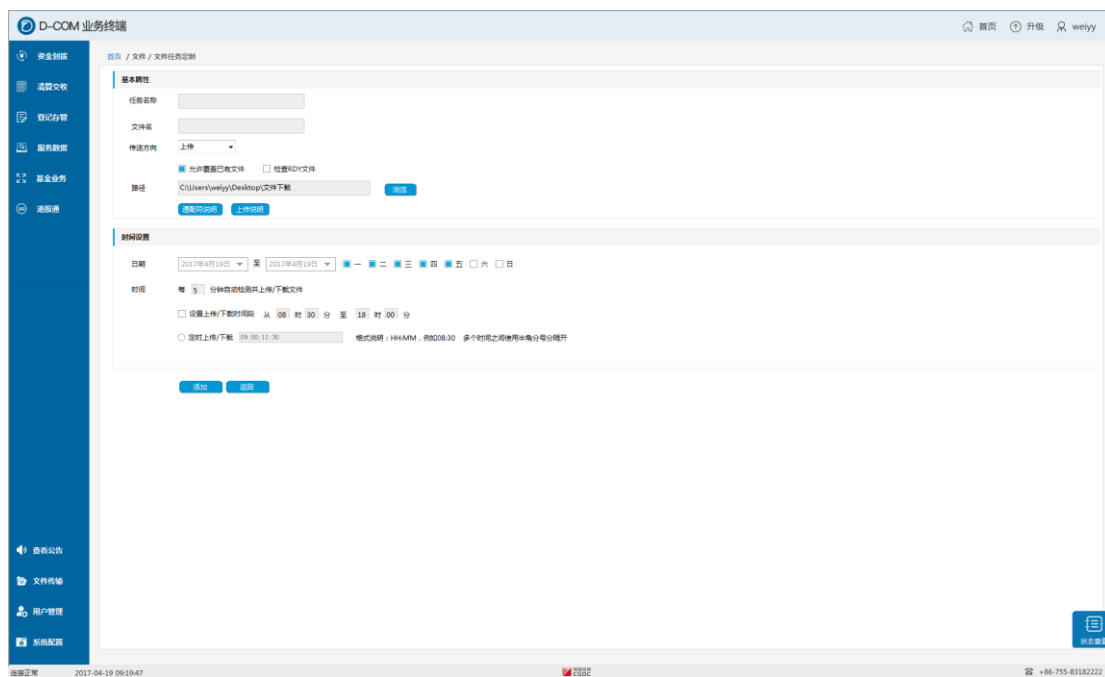 D-COM 业务终端
首页 升级 weiyy
资金划拨
清算交收
登记存管
服务数据
基金业务
港股通
查看公告
文件传输
用户管理
系统配置
首页 / 文件 / 文件任务定制
基本属性
任务名称
文件名
传送方向 上传
允许覆盖已有文件 检查RDY文件
路径 C:\Users\weiyy\Desktop\文件下载 浏览
通配符说明 上传说明
时间设置
日期 2017年4月19日 至 2017年4月19日 一 二 三 四 五 六 日
时间 每 5 分钟自动检测并上传/下载文件
设置上传/下载时间段 从 08 时 30 分 至 18 时 00 分
定时上传/下载 09:00;11:30 格式说明：HH:MM，例如08:30 多个时间之间使用半角分号分隔开
添加 返回
连接正常 2017-04-19 09:19:47 CSDC +86-755-83182222